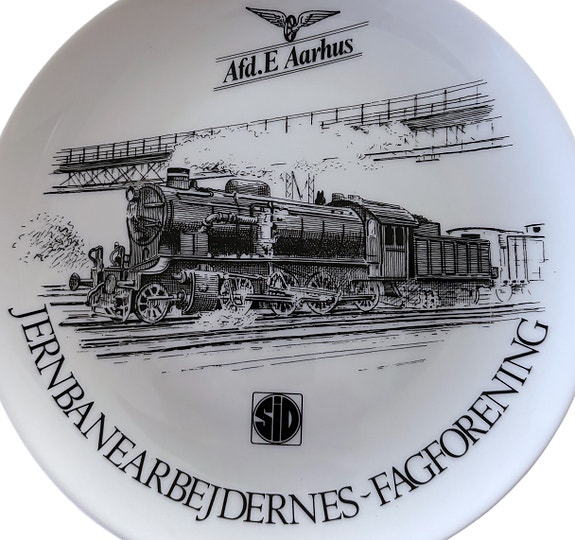 Afd.E Aarhus
SiD
JERNBANEARBEJDERNES-FAGFORENING